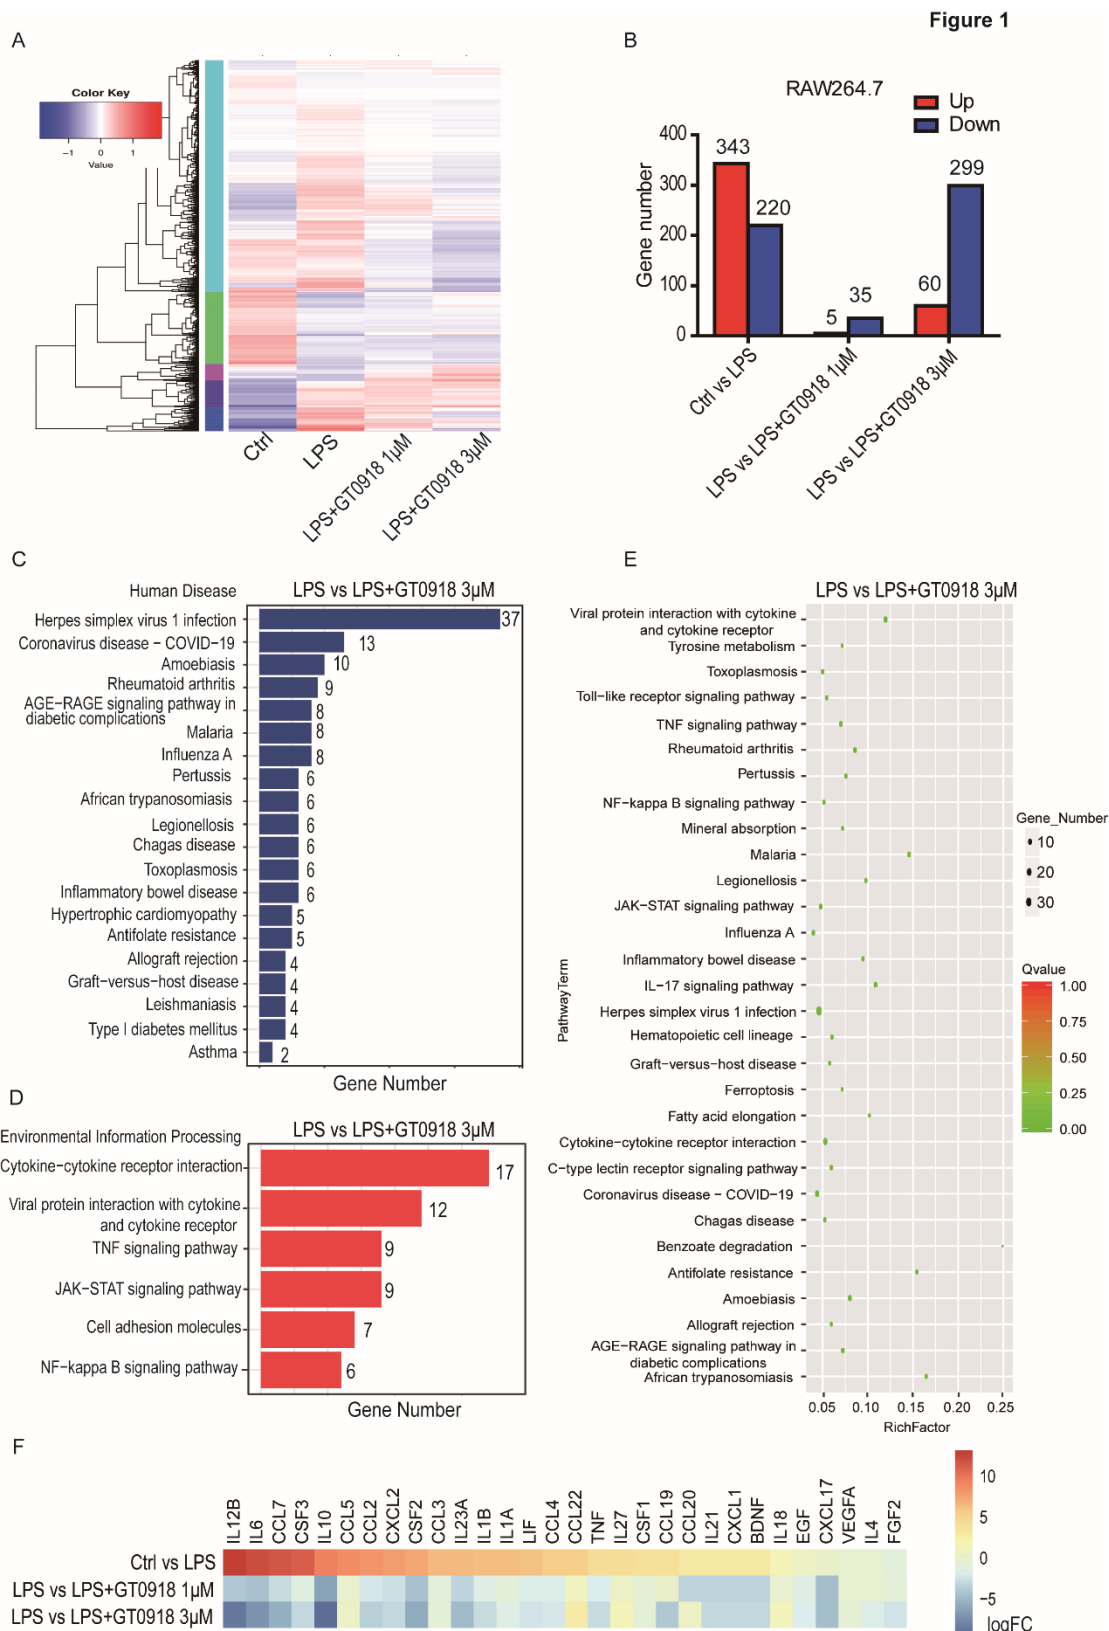 Figure 1
A
Color Key
−1 0 1
Value
Ctrl
LPS
LPS+GT0918 1μM
LPS+GT0918 3μM
B
RAW264.7
Up
Down
Gene number
400
300
200
100
0
343
220
5
35
60
299
Ctrl vs LPS
LPS vs LPS+GT0918 1μM
LPS vs LPS+GT0918 3μM
C
Human Disease
LPS vs LPS+GT0918 3μM
Herpes simplex virus 1 infection 37
Coronavirus disease − COVID−19 13
Amoebiasis 10
Rheumatoid arthritis 9
AGE−RAGE signaling pathway in
diabetic complications 8
Malaria 8
Influenza A 8
Pertussis 6
African trypanosomiasis 6
Legionellosis 6
Chagas disease 6
Toxoplasmosis 6
Inflammatory bowel disease 6
Hypertrophic cardiomyopathy 5
Antifolate resistance 5
Allograft rejection 4
Graft−versus−host disease 4
Leishmaniasis 4
Type I diabetes mellitus 4
Asthma 2
Gene Number
D
Environmental Information Processing
LPS vs LPS+GT0918 3μM
Cytokine−cytokine receptor interaction 17
Viral protein interaction with cytokine
and cytokine receptor 12
TNF signaling pathway 9
JAK−STAT signaling pathway 9
Cell adhesion molecules 7
NF−kappa B signaling pathway 6
Gene Number
E
LPS vs LPS+GT0918 3μM
PathwayTerm
Viral protein interaction with cytokine
and cytokine receptor
Tyrosine metabolism
Toxoplasmosis
Toll−like receptor signaling pathway
TNF signaling pathway
Rheumatoid arthritis
Pertussis
NF−kappa B signaling pathway
Mineral absorption
Malaria
Legionellosis
JAK−STAT signaling pathway
Influenza A
Inflammatory bowel disease
IL−17 signaling pathway
Herpes simplex virus 1 infection
Hematopoietic cell lineage
Graft−versus−host disease
Ferroptosis
Fatty acid elongation
Cytokine−cytokine receptor interaction
C−type lectin receptor signaling pathway
Coronavirus disease − COVID−19
Chagas disease
Benzoate degradation
Antifolate resistance
Amoebiasis
Allograft rejection
AGE−RAGE signaling pathway in
diabetic complications
African trypanosomiasis
0.05 0.10 0.15 0.20 0.25
RichFactor
Gene_Number
10
20
30
Qvalue
1.00
0.75
0.50
0.25
0.00
F
IL12B
IL6
CCL7
CSF3
IL10
CCL5
CCL2
CXCL2
CSF2
CCL3
IL23A
IL1B
IL1A
LIF
CCL4
CCL22
TNF
IL27
CSF1
CCL19
CCL20
IL21
CXCL1
BDNF
IL18
EGF
CXCL17
VEGFA
IL4
FGF2
Ctrl vs LPS
LPS vs LPS+GT0918 1μM
LPS vs LPS+GT0918 3μM
10
5
0
−5
logFC